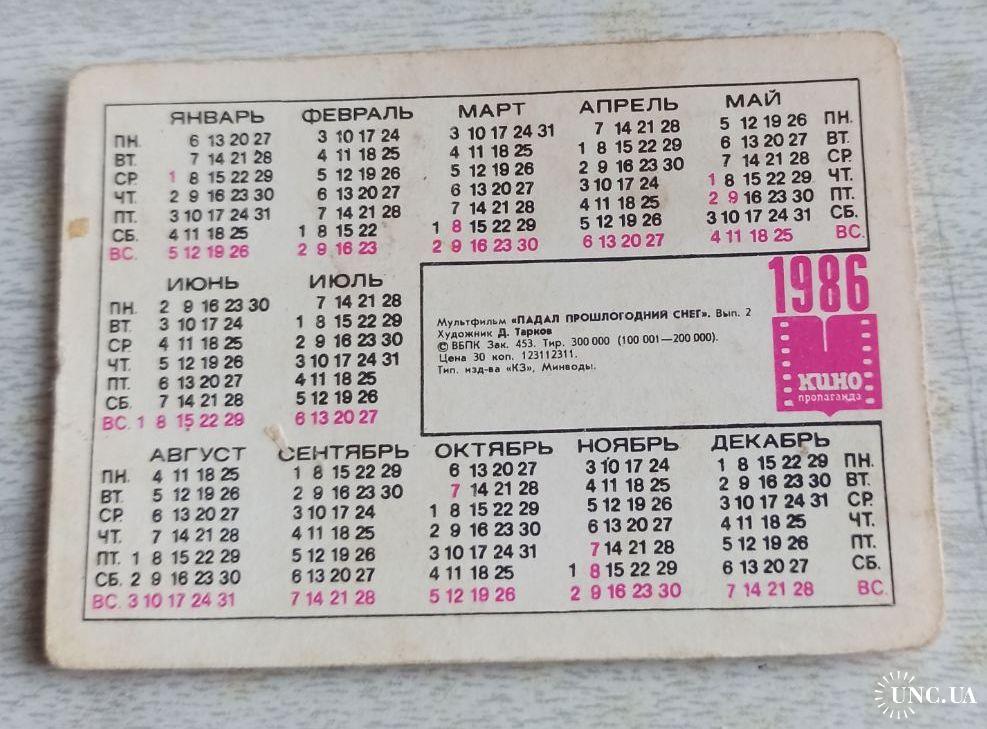 ЯНВАРЬ ФЕВРАЛЬ МАРТ АПРЕЛЬ МАЙ
ПН. 6 13 20 27 3 10 17 24 3 10 17 24 31 7 14 21 28 5 12 19 26 ПН.
ВТ. 7 14 21 28 4 11 18 25 4 11 18 25 1 8 15 22 29 6 13 20 27 ВТ.
СР. 1 8 15 22 29 5 12 19 26 5 12 19 26 2 9 16 23 30 7 14 21 28 СР.
ЧТ. 2 9 16 23 30 6 13 20 27 6 13 20 27 3 10 17 24 1 8 15 22 29 ЧТ.
ПТ. 3 10 17 24 31 7 14 21 28 7 14 21 28 4 11 18 25 2 9 16 23 30 ПТ.
СБ. 4 11 18 25 1 8 15 22 1 8 15 22 29 5 12 19 26 3 10 17 24 31 СБ.
ВС. 5 12 19 26 2 9 16 23 2 9 16 23 30 6 13 20 27 4 11 18 25 ВС.
ИЮНЬ ИЮЛЬ
ПН. 2 9 16 23 30 7 14 21 28
ВТ. 3 10 17 24 1 8 15 22 29
СР. 4 11 18 25 2 9 16 23 30
ЧТ. 5 12 19 26 3 10 17 24 31
ПТ. 6 13 20 27 4 11 18 25
СБ. 7 14 21 28 5 12 19 26
ВС. 1 8 15 22 29 6 13 20 27
Мультфильм «ПАДАЛ ПРОШЛОГОДНИЙ СНЕГ». Вып. 2
Художник Д. Тарков
© ВБПК Зак. 453. Тир. 300 000 (100 001—200 000).
Цена 30 коп. 123112311.
Тип. изд-ва «КЗ», Минводы.
1986
кино
пропаганда
АВГУСТ СЕНТЯБРЬ ОКТЯБРЬ НОЯБРЬ ДЕКАБРЬ
ПН. 4 11 18 25 1 8 15 22 29 6 13 20 27 3 10 17 24 1 8 15 22 29 ПН.
ВТ. 5 12 19 26 2 9 16 23 30 7 14 21 28 4 11 18 25 2 9 16 23 30 ВТ.
СР. 6 13 20 27 3 10 17 24 1 8 15 22 29 5 12 19 26 3 10 17 24 31 СР.
ЧТ. 7 14 21 28 4 11 18 25 2 9 16 23 30 6 13 20 27 4 11 18 25 ЧТ.
ПТ. 1 8 15 22 29 5 12 19 26 3 10 17 24 31 7 14 21 28 5 12 19 26 ПТ.
СБ. 2 9 16 23 30 6 13 20 27 4 11 18 25 1 8 15 22 29 6 13 20 27 СБ.
ВС. 3 10 17 24 31 7 14 21 28 5 12 19 26 2 9 16 23 30 7 14 21 28 ВС.
UNC.UA